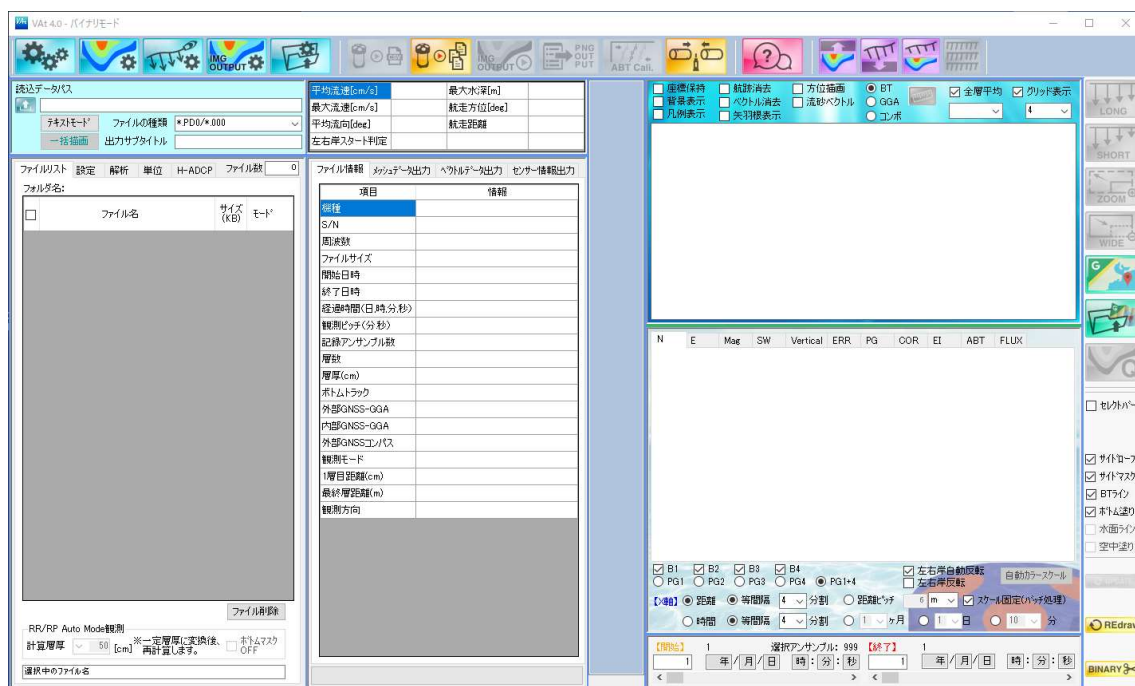 VAt 4.0 - バイナリモード
IMG OUTPUT
IMG OUTPUT
PNG OUT PUT
ABT Cali.
読込データパス
テキストモード ファイルの種類 *.PD0/*.000
一括描画 出力サブタイトル
平均流速[cm/s] 最大水深[m]
最大流速[cm/s] 航走方位[deg]
平均流向[deg] 航走距離
左右岸スタート判定
座標保持 航跡消去 方位描画 BT 全層平均 グリッド表示
背景表示 ベクトル消去 流砂ベクトル GGA 4
凡例表示 矢羽根表示 コンボ
LONG
SHORT
ZOOM
WIDE
ファイルリスト 設定 解析 単位 H-ADCP ファイル数 0
フォルダ名:
ファイル名 サイズ(KB) モード
ファイル情報 メッシュデータ出力 ベクトルデータ出力 センサー情報出力
項目 情報
機種
S/N
周波数
ファイルサイズ
開始日時
終了日時
経過時間(日,時,分,秒)
観測ピッチ(分,秒)
記録アンサンブル数
層数
層厚(cm)
ボトムトラック
外部GNSS-GGA
内部GNSS-GGA
外部GNSSコンパス
観測モード
1層目距離(cm)
最終層距離(m)
観測方向
N E Mag SW Vertical ERR PG COR EI ABT FLUX
セレクトバー
サイドローブ
サイドマスク
BTライン
ボトム塗り
水面ライン
空中塗り
B1 B2 B3 B4 左右岸自動反転 自動カラースケール
PG1 PG2 PG3 PG4 PG1+4 左右岸反転
【X軸】 距離 等間隔 4 分割 距離ピッチ 6 m スケール固定(バッチ処理)
時間 等間隔 4 分割 1 ヶ月 1 日 10 分
REdraw
ファイル削除
RR/RP Auto Mode観測
計算層厚 50 [cm] ※一定層厚に変換後、再計算します。 ボトムマスク OFF
選択中のファイル名
【開始】 1 選択アンサンブル: 999 【終了】 1
1 年/月/日 時:分:秒 1 年/月/日 時:分:秒
BINARY